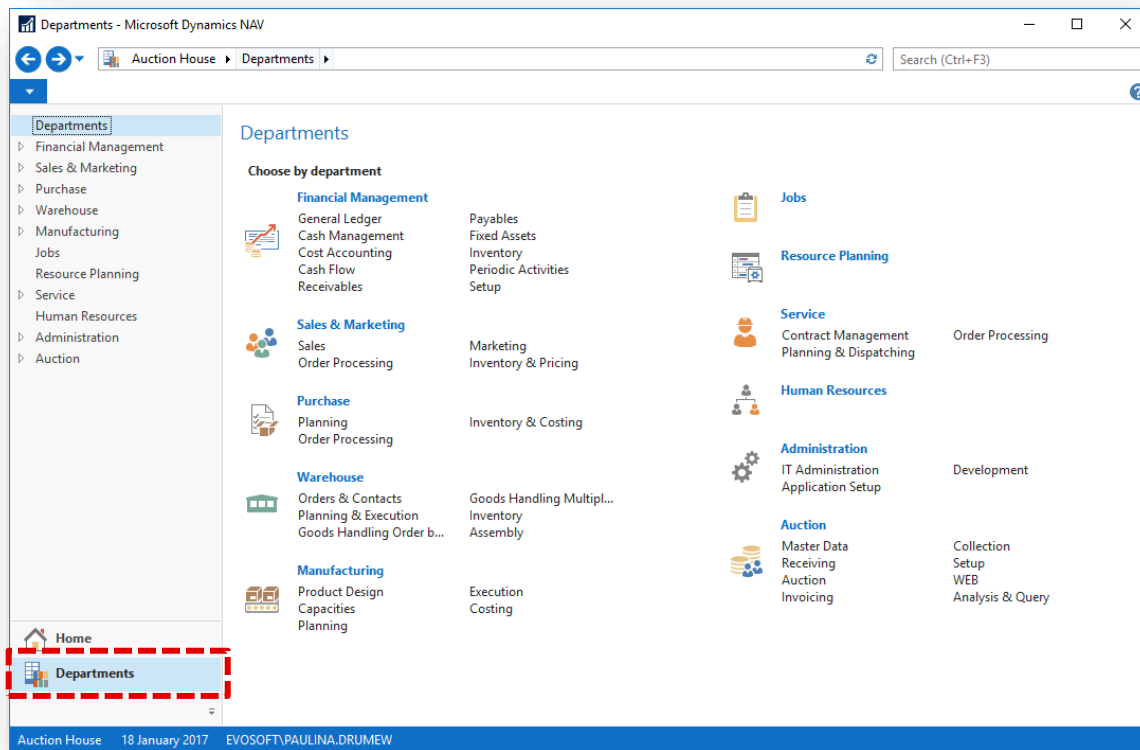 Departments - Microsoft Dynamics NAV
Auction House Departments
Search (Ctrl+F3)
?
Departments
Financial Management
Sales & Marketing
Purchase
Warehouse
Manufacturing
Jobs
Resource Planning
Service
Human Resources
Administration
Auction
Home
Departments
Departments
Choose by department
Financial Management
General Ledger Payables
Cash Management Fixed Assets
Cost Accounting Inventory
Cash Flow Periodic Activities
Receivables Setup
Sales & Marketing
Sales Marketing
Order Processing Inventory & Pricing
Purchase
Planning Inventory & Costing
Order Processing
Warehouse
Orders & Contacts Goods Handling Multipl...
Planning & Execution Inventory
Goods Handling Order b... Assembly
Manufacturing
Product Design Execution
Capacities Costing
Planning
Jobs
Resource Planning
Service
Contract Management Order Processing
Planning & Dispatching
Human Resources
Administration
IT Administration Development
Application Setup
Auction
Master Data Collection
Receiving Setup
Auction WEB
Invoicing Analysis & Query
Auction House 18 January 2017 EVOSOFT\PAULINA.DRUMEW